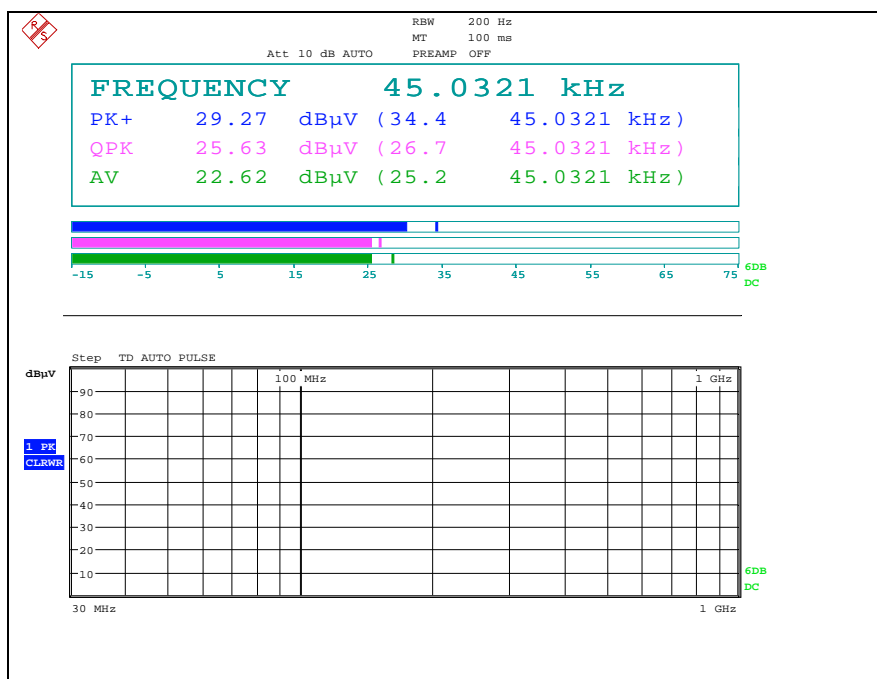 R S
RBW 200 Hz
MT 100 ms
Att 10 dB AUTO PREAMP OFF
FREQUENCY 45.0321 kHz
PK+ 29.27 dBµV (34.4 45.0321 kHz)
QPK 25.63 dBµV (26.7 45.0321 kHz)
AV 22.62 dBµV (25.2 45.0321 kHz)
-15 -5 5 15 25 35 45 55 65 75
6DB
DC
Step TD AUTO PULSE
dBµV
100 MHz 1 GHz
90
80
70
1 PK
CLRWR
60
50
40
30
20
10
6DB
DC
30 MHz 1 GHz